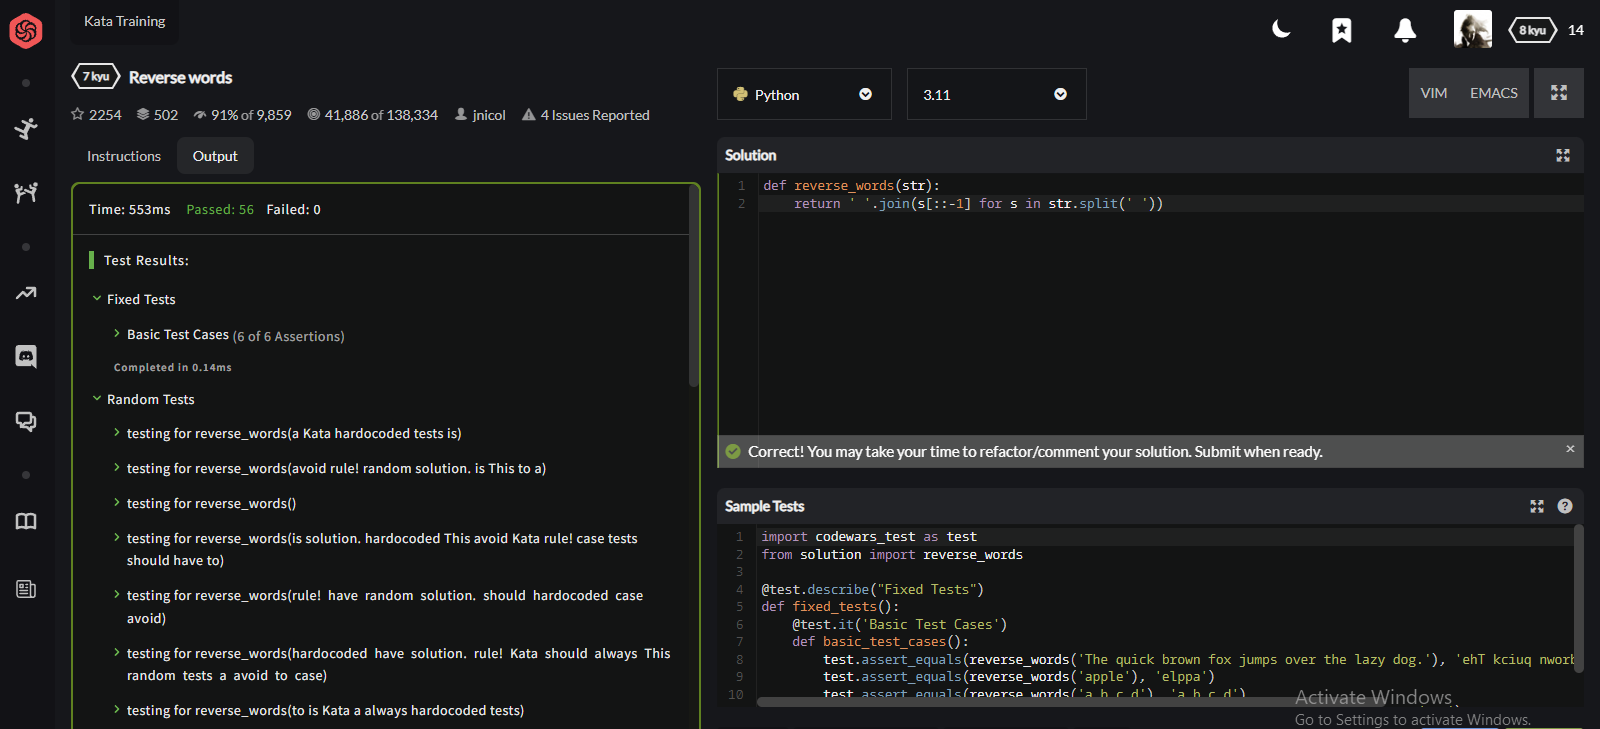 Kata Training
8 kyu 14
7 kyu Reverse words
2254 502 91% of 9,859 41,886 of 138,334 jnicol 4 Issues Reported
Instructions Output
Time: 553ms Passed: 56 Failed: 0
Test Results:
Fixed Tests
Basic Test Cases (6 of 6 Assertions)
Completed in 0.14ms
Random Tests
testing for reverse_words(a Kata hardocoded tests is)
testing for reverse_words(avoid rule! random solution. is This to a)
testing for reverse_words()
testing for reverse_words(is solution. hardocoded This avoid Kata rule! case tests
should have to)
testing for reverse_words(rule!  have  random  solution.  should  hardocoded  case
avoid)
testing for reverse_words(hardocoded  have  solution.  rule!  Kata  should  always  This
random  tests  a  avoid  to  case)
testing for reverse_words(to is Kata a always hardocoded tests)
Python 3.11 VIM EMACS
Solution
1 def reverse_words(str):
2     return ' '.join(s[::-1] for s in str.split(' '))
Correct! You may take your time to refactor/comment your solution. Submit when ready.
Sample Tests
1 import codewars_test as test
2 from solution import reverse_words
3
4 @test.describe("Fixed Tests")
5 def fixed_tests():
6     @test.it('Basic Test Cases')
7     def basic_test_cases():
8         test.assert_equals(reverse_words('The quick brown fox jumps over the lazy dog.'), 'ehT kciuq nworb
9         test.assert_equals(reverse_words('apple'), 'elppa')
10         test.assert_equals(reverse_words('a b c d'), 'a b c d')
Activate Windows
Go to Settings to activate Windows.